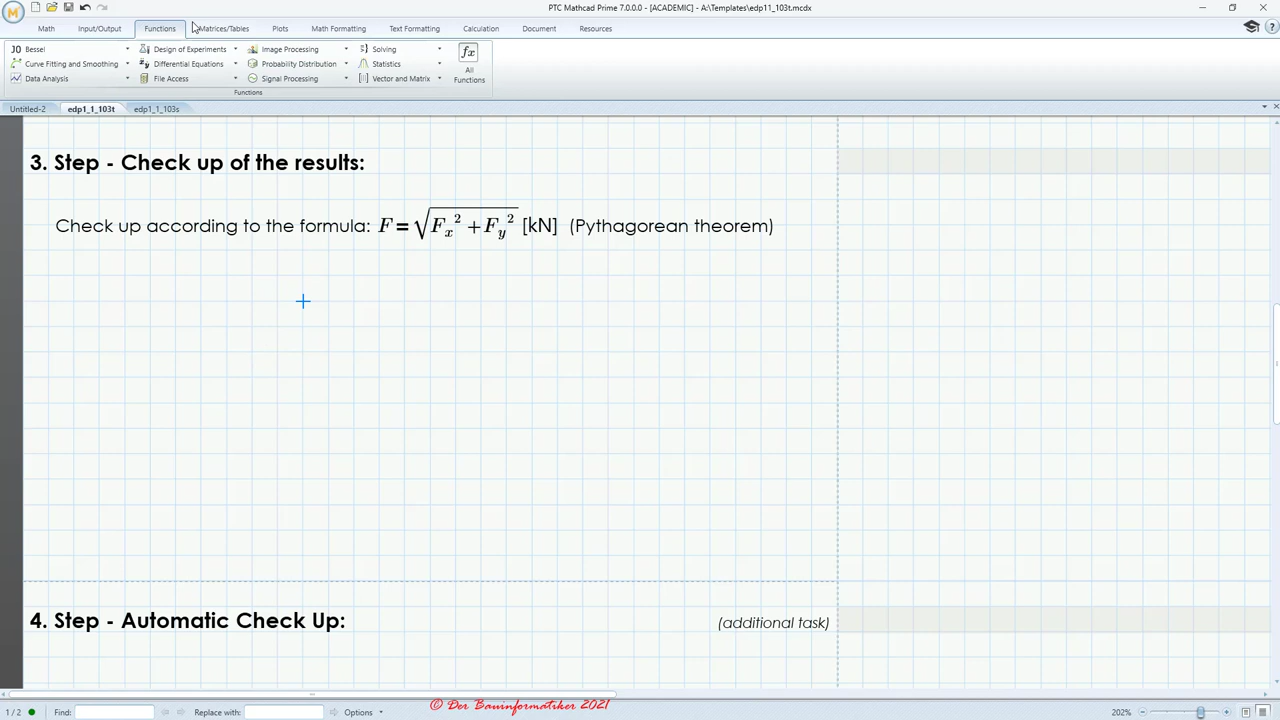 PTC Mathcad Prime 7.0.0.0 - [ACADEMIC] - A:\Templates\edp11_103t.mcdx
Math Input/Output Functions Matrices/Tables Plots Math Formatting Text Formatting Calculation Document Resources
Bessel Design of Experiments Image Processing Solving
Curve Fitting and Smoothing Differential Equations Probability Distribution Statistics All Functions
Data Analysis File Access Signal Processing Vector and Matrix
Functions
Untitled-2 edp1_1_103t edp1_1_103s
3. Step - Check up of the results:
Check up according to the formula: F = √(F_x² + F_y²) [kN] (Pythagorean theorem)
4. Step - Automatic Check Up: (additional task)
© Der Bauinformatiker 2021
1 / 2 Find: Replace with: Options 202%